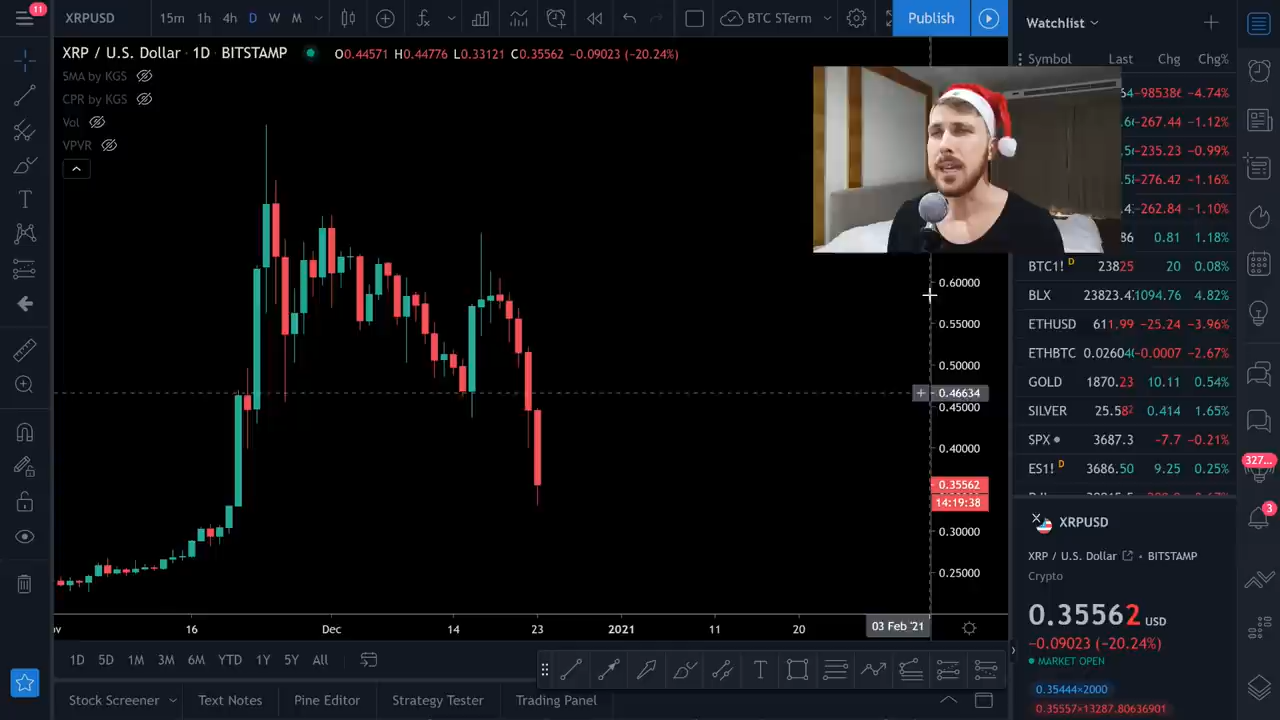 11
XRPUSD
15m 1h 4h D W M
BTC STerm
Publish
Watchlist
XRP / U.S. Dollar · 1D · BITSTAMP
O0.44571 H0.44776 L0.33121 C0.35562 −0.09023 (−20.24%)
SMA by KGS
CPR by KGS
Vol
VPVR
Symbol Last Chg Chg%
−4.74%
−267.44 −1.12%
−235.23 −0.99%
−276.42 −1.16%
−262.84 −1.10%
86 0.81 1.18%
BTC1! D 23825 20 0.08%
BLX 23823.4 1094.76 4.82%
ETHUSD 611.99 −25.24 −3.96%
ETHBTC 0.02604 −0.0007 −2.67%
GOLD 1870.23 10.11 0.54%
SILVER 25.58² 0.414 1.65%
SPX 3687.3 −7.7 −0.21%
ES1! D 3686.50 9.25 0.25%
0.60000
0.55000
0.50000
0.46634
0.45000
0.40000
0.35562
14:19:38
0.30000
0.25000
16 Dec 14 23 2021 11 20
03 Feb '21
327...
3
XRPUSD
XRP / U.S. Dollar • BITSTAMP
Crypto
0.35562 USD
−0.09023 (−20.24%)
MARKET OPEN
0.35444×2000
0.35557×13287.80636901
1D 5D 1M 3M 6M YTD 1Y 5Y All
Stock Screener Text Notes Pine Editor Strategy Tester Trading Panel